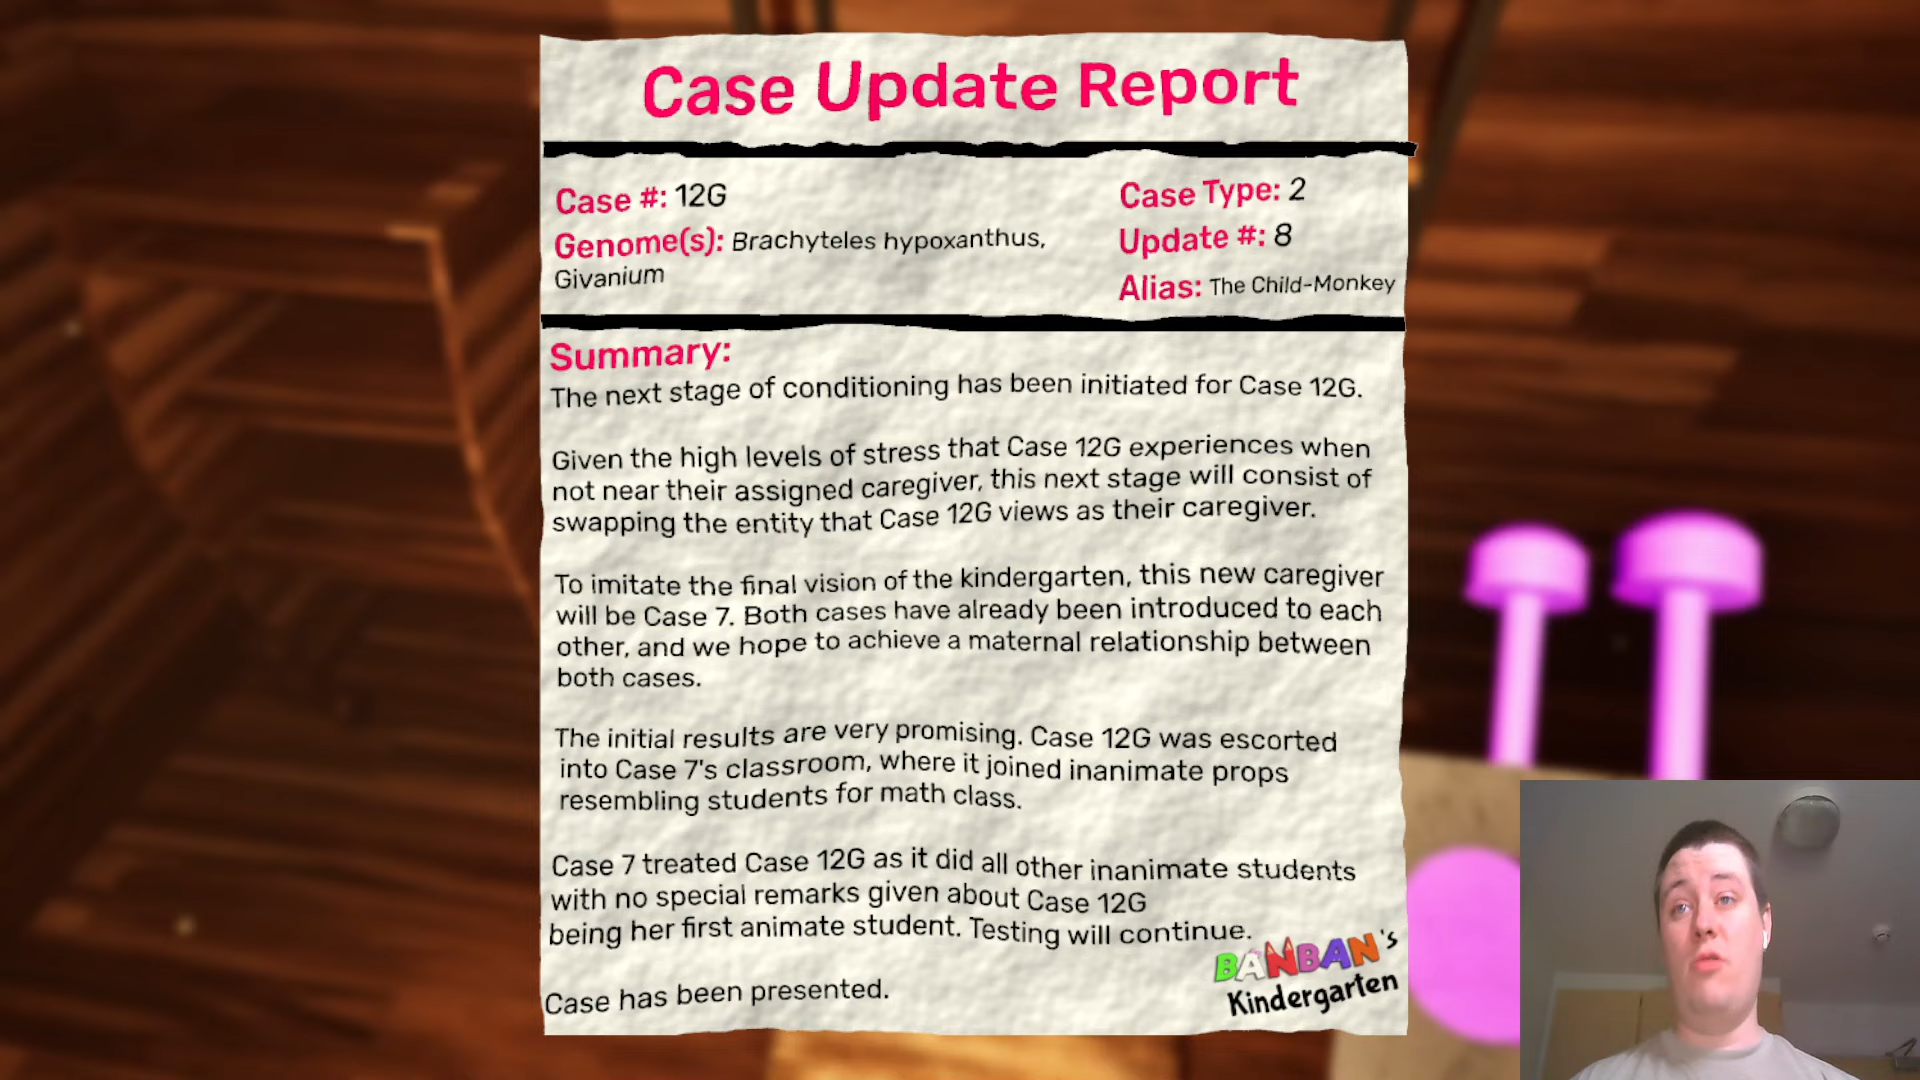 Case Update Report
Case #: 12G
Case Type: 2
Genome(s): Brachyteles hypoxanthus,
Givanium
Update #: 8
Alias: The Child-Monkey
Summary:
The next stage of conditioning has been initiated for Case 12G.
Given the high levels of stress that Case 12G experiences when
not near their assigned caregiver, this next stage will consist of
swapping the entity that Case 12G views as their caregiver.
To imitate the final vision of the kindergarten, this new caregiver
will be Case 7. Both cases have already been introduced to each
other, and we hope to achieve a maternal relationship between
both cases.
The initial results are very promising. Case 12G was escorted
into Case 7's classroom, where it joined inanimate props
resembling students for math class.
Case 7 treated Case 12G as it did all other inanimate students
with no special remarks given about Case 12G
being her first animate student. Testing will continue.
Case has been presented.
BANBAN's
Kindergarten